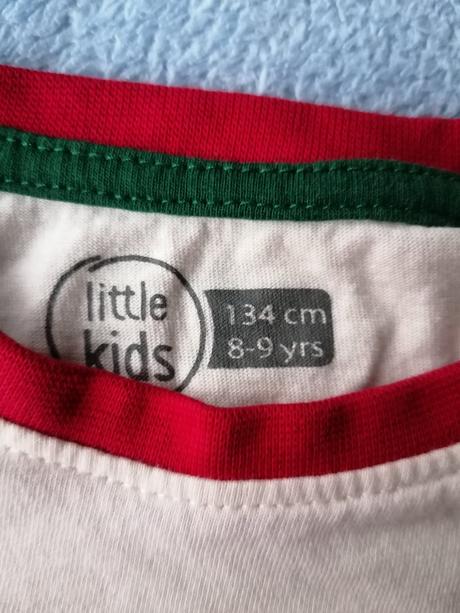 little
kids
134 cm
8-9 yrs